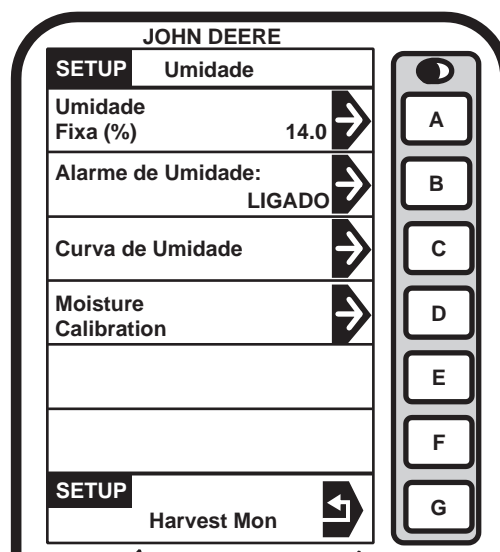 JOHN DEERE
SETUP Umidade
Umidade
Fixa (%) 14.0
A
Alarme de Umidade:
LIGADO
B
Curva de Umidade
C
Moisture
Calibration
D
E
F
SETUP
Harvest Mon
G